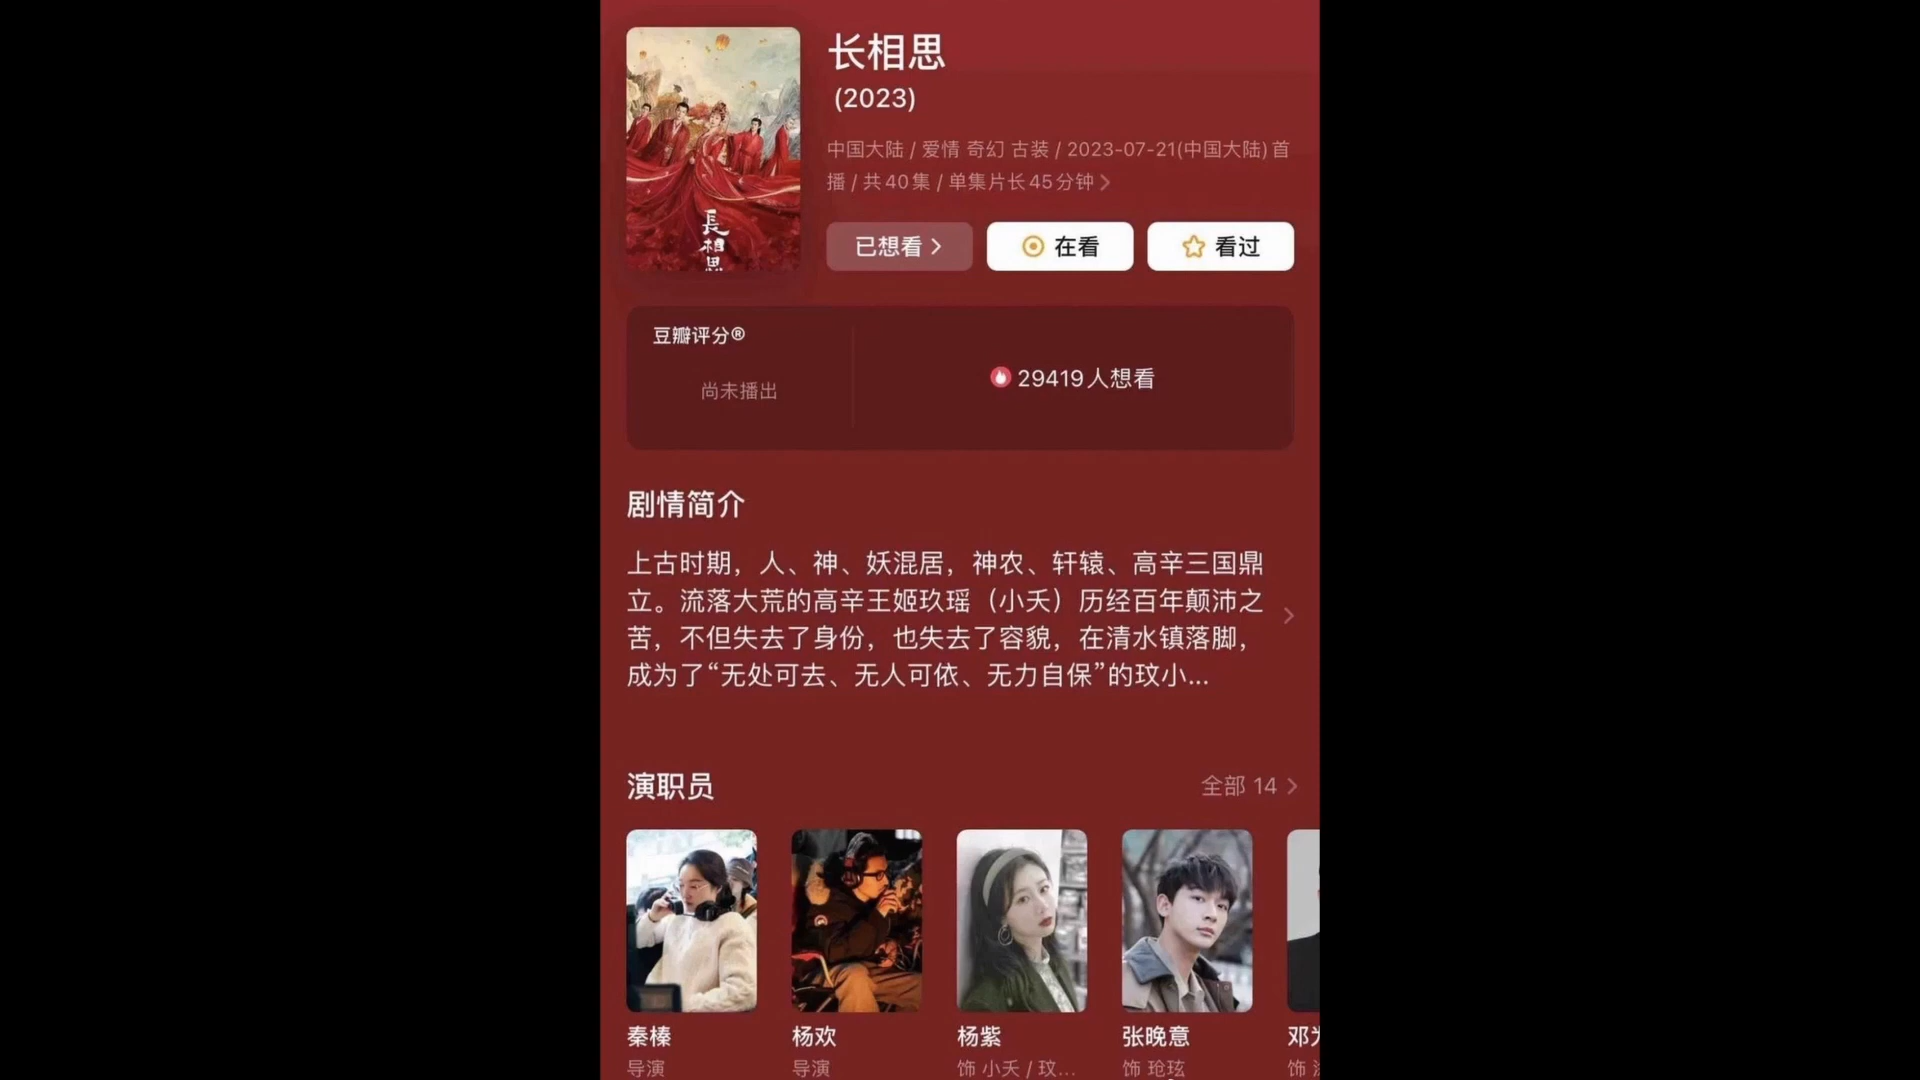 长相思
(2023)
中国大陆 / 爱情 奇幻 古装 / 2023-07-21(中国大陆)首
播 / 共40集 / 单集片长45分钟
長相思
已想看
在看
看过
豆瓣评分®
尚未播出
29419人想看
剧情简介
上古时期，人、神、妖混居，神农、轩辕、高辛三国鼎
立。流落大荒的高辛王姬玖瑶（小夭）历经百年颠沛之
苦，不但失去了身份，也失去了容貌，在清水镇落脚，
成为了“无处可去、无人可依、无力自保”的玟小...
演职员
全部 14
秦榛
导演
杨欢
导演
杨紫
饰 小夭 / 玟...
张晚意
饰 玱玹
邓
饰